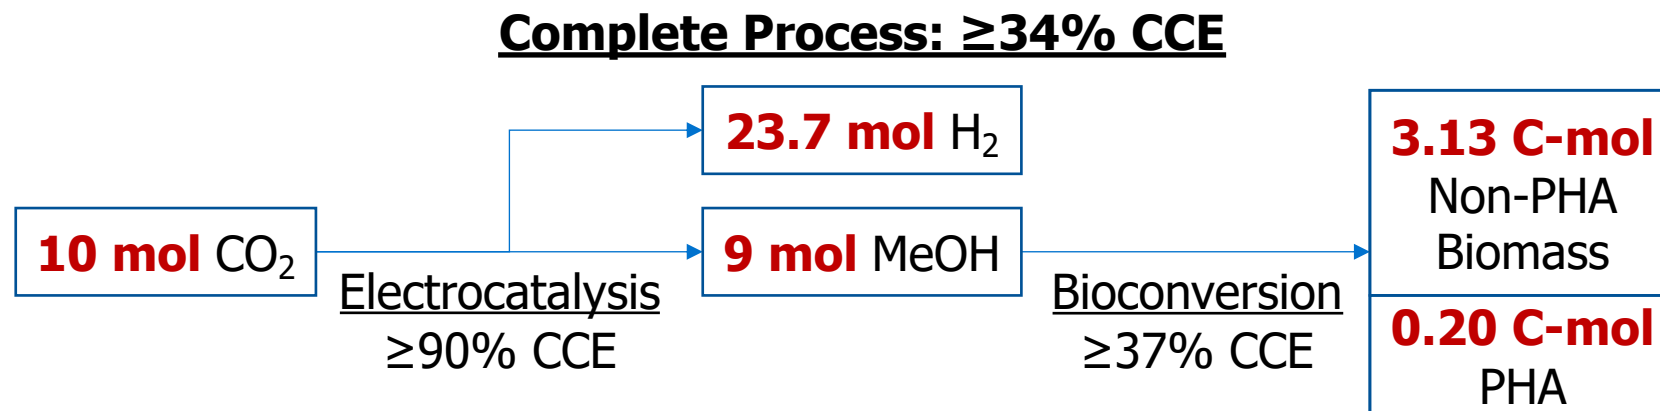 Complete Process: ≥34% CCE
23.7 mol H₂
10 mol CO₂
Electrocatalysis
≥90% CCE
9 mol MeOH
Bioconversion
≥37% CCE
3.13 C-mol
Non-PHA
Biomass
0.20 C-mol
PHA